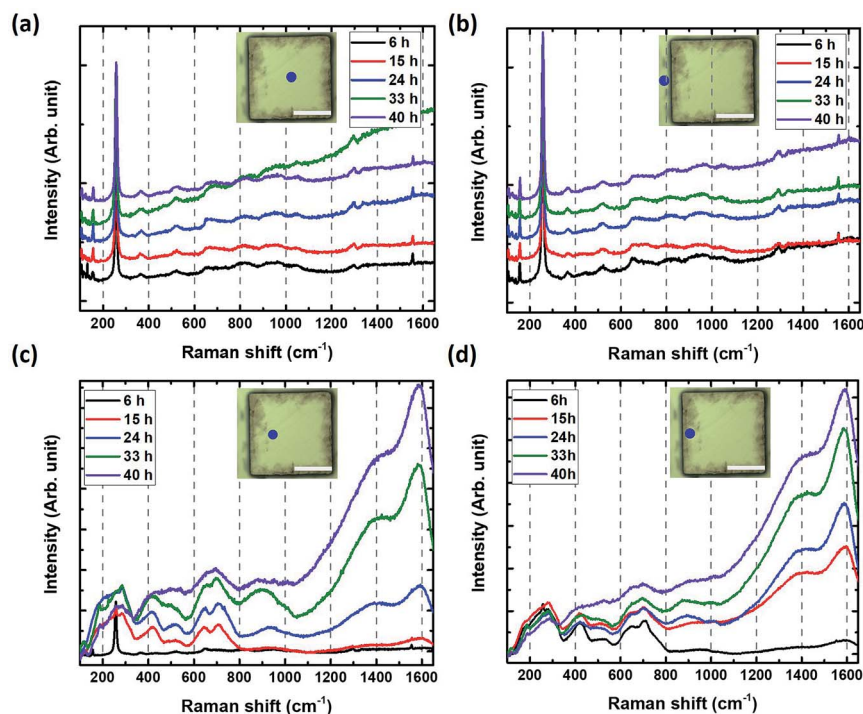 (a)
Intensity (Arb. unit)
6 h
15 h
24 h
33 h
40 h
200 400 600 800 1000 1200 1400 1600
Raman shift (cm⁻¹)
(b)
Intensity (Arb. unit)
6 h
15 h
24 h
33 h
40 h
200 400 600 800 1000 1200 1400 1600
Raman shift (cm⁻¹)
(c)
Intensity (Arb. unit)
6 h
15 h
24 h
33 h
40 h
200 400 600 800 1000 1200 1400 1600
Raman shift (cm⁻¹)
(d)
Intensity (Arb. unit)
6h
15h
24h
33h
40h
200 400 600 800 1000 1200 1400 1600
Raman shift (cm⁻¹)